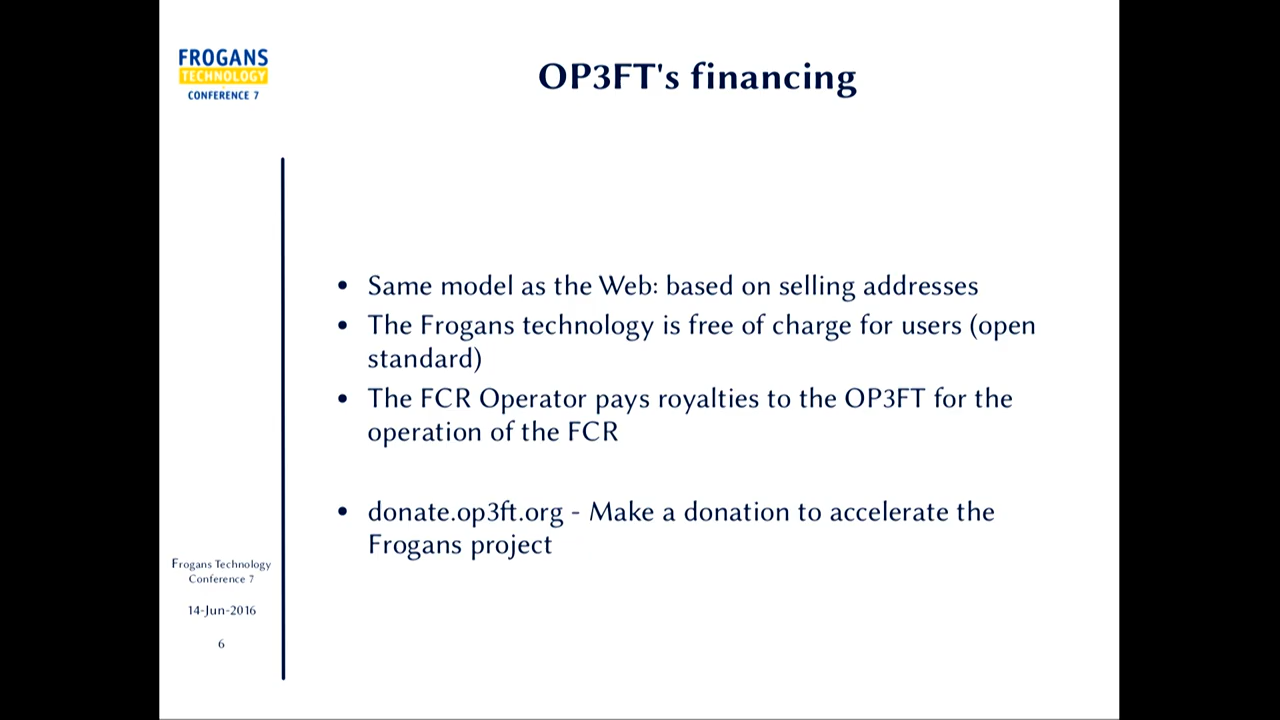 FROGANS
TECHNOLOGY
CONFERENCE 7
OP3FT's financing
• Same model as the Web: based on selling addresses
• The Frogans technology is free of charge for users (open
standard)
• The FCR Operator pays royalties to the OP3FT for the
operation of the FCR
• donate.op3ft.org - Make a donation to accelerate the
Frogans project
Frogans Technology
Conference 7
14-Jun-2016
6